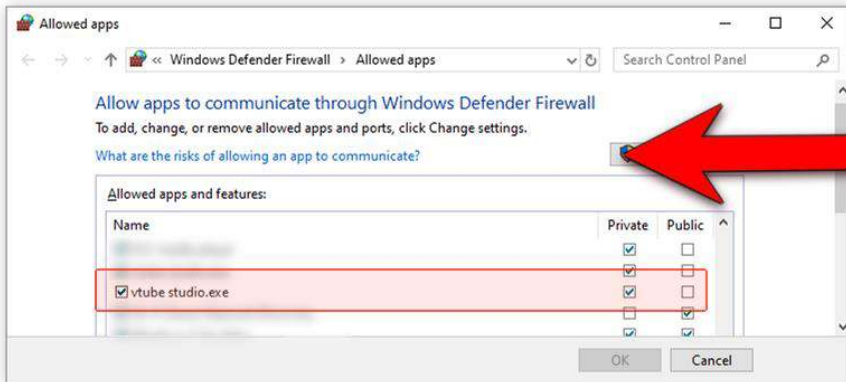 Allowed apps
« Windows Defender Firewall › Allowed apps
Search Control Panel
Allow apps to communicate through Windows Defender Firewall
To add, change, or remove allowed apps and ports, click Change settings.
What are the risks of allowing an app to communicate?
Allowed apps and features:
Name Private Public
vtube studio.exe
OK Cancel